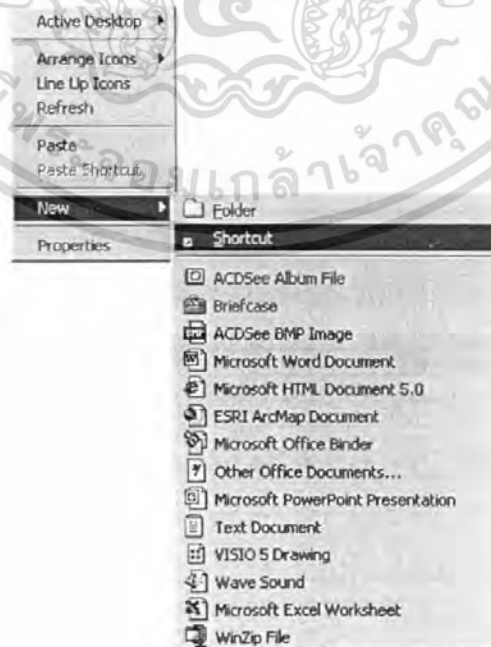 Active Desktop
Arrange Icons
Line Up Icons
Refresh
Paste
Paste Shortcut
New
Properties
Folder
Shortcut
ACDSee Album File
Briefcase
ACDSee BMP Image
Microsoft Word Document
Microsoft HTML Document 5.0
ESRI ArcMap Document
Microsoft Office Binder
Other Office Documents...
Microsoft PowerPoint Presentation
Text Document
VISIO 5 Drawing
Wave Sound
Microsoft Excel Worksheet
WinZip File